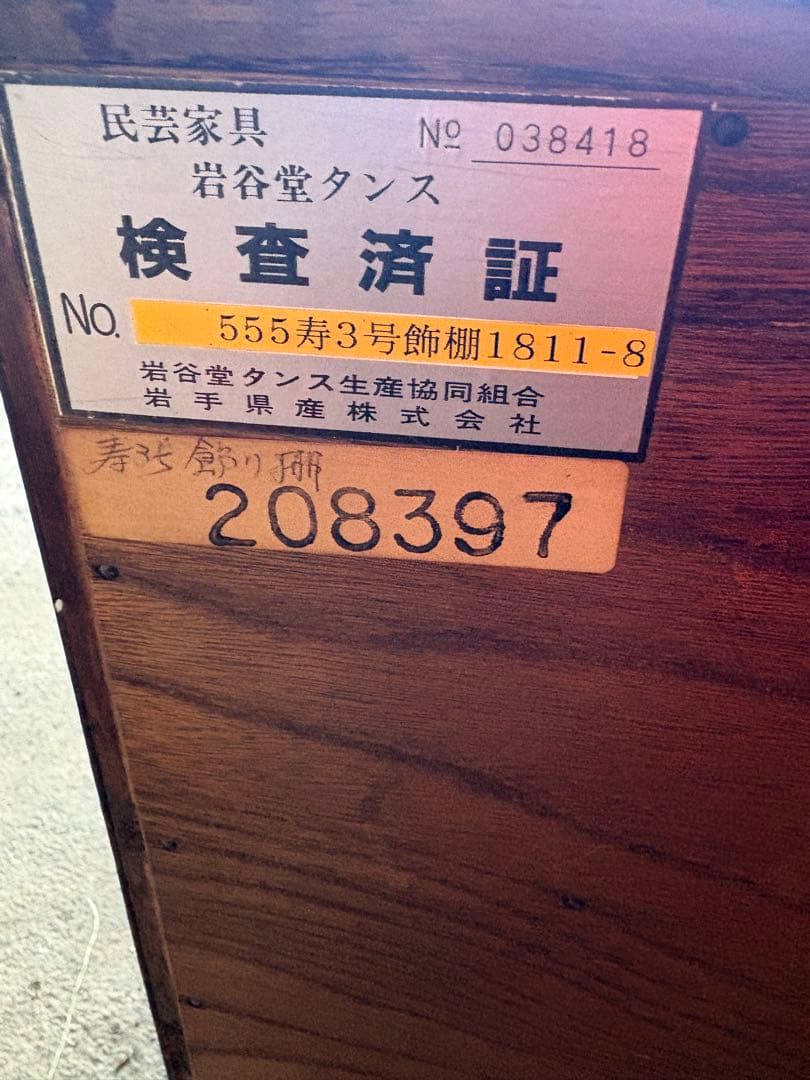 民芸家具 № 038418
岩谷堂タンス
検査済証
NO. 555寿3号飾棚1811-8
岩谷堂タンス生産協同組合
岩手県産株式会社
寿3号 飾り棚
208397